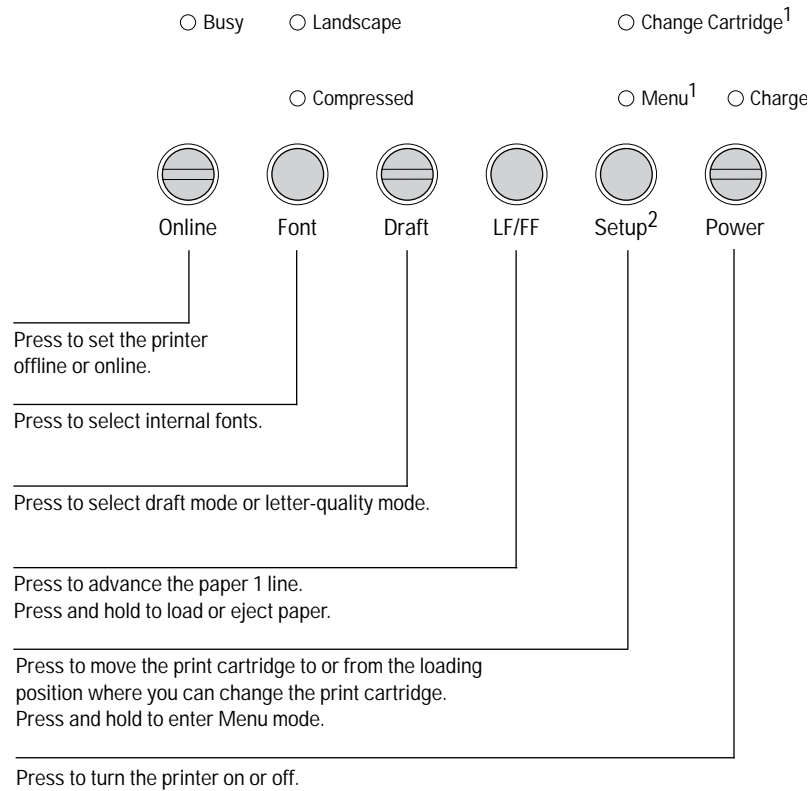 Busy Landscape Change Cartridge1
Compressed Menu1 Charge
Online Font Draft LF/FF Setup2 Power
Press to set the printer
offline or online.
Press to select internal fonts.
Press to select draft mode or letter-quality mode.
Press to advance the paper 1 line.
Press and hold to load or eject paper.
Press to move the print cartridge to or from the loading
position where you can change the print cartridge.
Press and hold to enter Menu mode.
Press to turn the printer on or off.